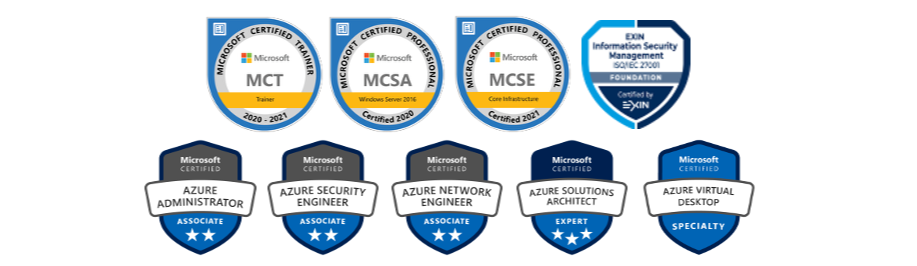 MICROSOFT CERTIFIED TRAINER
Microsoft
MCT
Trainer
2020 - 2021
MICROSOFT CERTIFIED PROFESSIONAL
Microsoft
MCSA
Windows Server 2016
Certified 2020
MICROSOFT CERTIFIED PROFESSIONAL
Microsoft
MCSE
Core Infrastructure
Certified 2021
EXIN
Information Security
Management
ISO/IEC 27001
FOUNDATION
Certified by
EXIN
Microsoft
CERTIFIED
AZURE
ADMINISTRATOR
ASSOCIATE
Microsoft
CERTIFIED
AZURE SECURITY
ENGINEER
ASSOCIATE
Microsoft
CERTIFIED
AZURE NETWORK
ENGINEER
ASSOCIATE
Microsoft
CERTIFIED
AZURE SOLUTIONS
ARCHITECT
EXPERT
Microsoft
CERTIFIED
AZURE VIRTUAL
DESKTOP
SPECIALTY